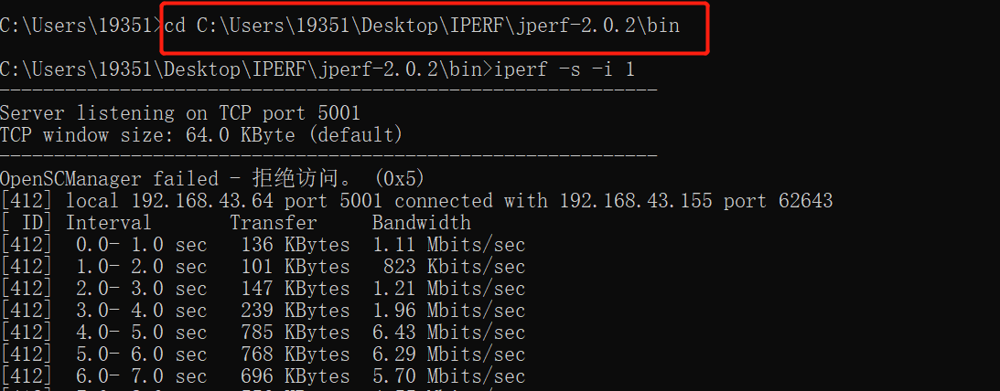 C:\Users\19351>cd C:\Users\19351\Desktop\IPERF\jperf-2.0.2\bin
C:\Users\19351\Desktop\IPERF\jperf-2.0.2\bin>iperf -s -i 1
------------------------------------------------------------
Server listening on TCP port 5001
TCP window size: 64.0 KByte (default)
------------------------------------------------------------
OpenSCManager failed - 拒绝访问。 (0x5)
[412] local 192.168.43.64 port 5001 connected with 192.168.43.155 port 62643
[ ID] Interval       Transfer     Bandwidth
[412]  0.0- 1.0 sec   136 KBytes  1.11 Mbits/sec
[412]  1.0- 2.0 sec   101 KBytes   823 Kbits/sec
[412]  2.0- 3.0 sec   147 KBytes  1.21 Mbits/sec
[412]  3.0- 4.0 sec   239 KBytes  1.96 Mbits/sec
[412]  4.0- 5.0 sec   785 KBytes  6.43 Mbits/sec
[412]  5.0- 6.0 sec   768 KBytes  6.29 Mbits/sec
[412]  6.0- 7.0 sec   696 KBytes  5.70 Mbits/sec